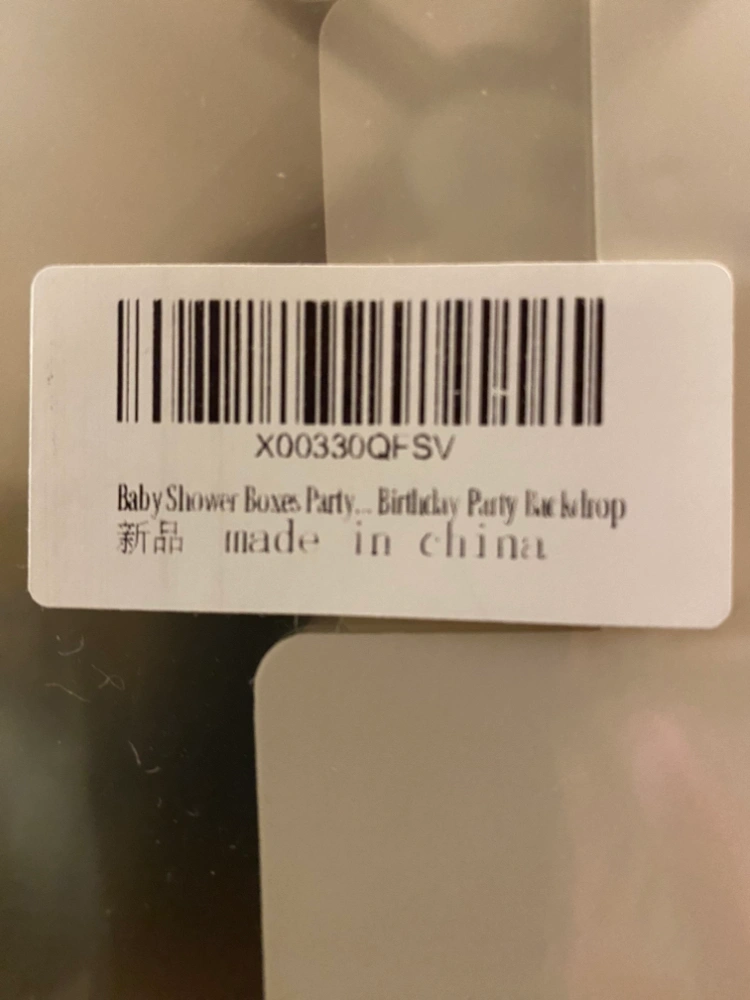 X00330QFSV
Baby Shower Boxes Party... Birthday Party Backdrop
新品 made in china